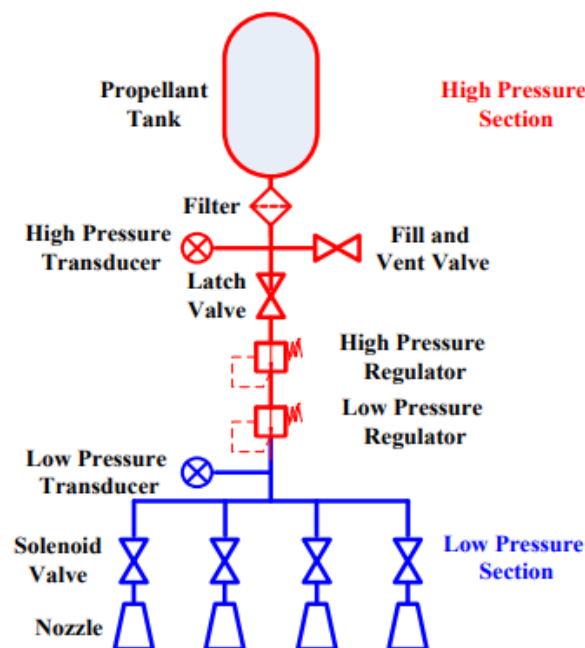 Propellant
Tank
High Pressure
Section
Filter
High Pressure
Transducer
Fill and
Vent Valve
Latch
Valve
High Pressure
Regulator
Low Pressure
Regulator
Low Pressure
Transducer
Solenoid
Valve
Low Pressure
Section
Nozzle